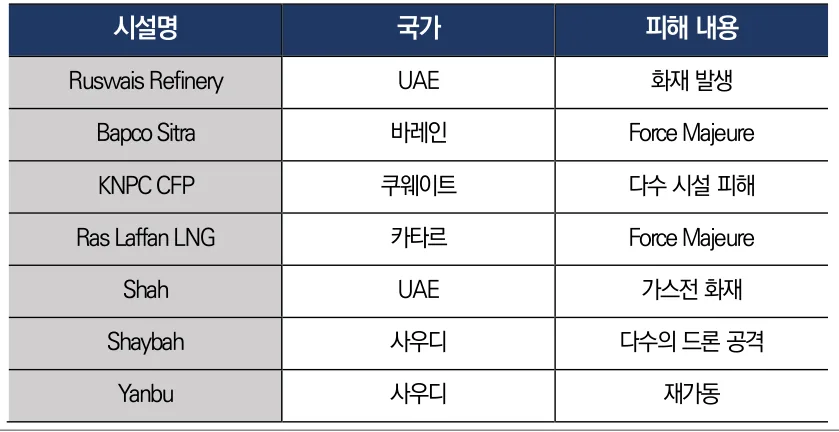 시설명 국가 피해 내용
Ruswais Refinery UAE 화재 발생
Bapco Sitra 바레인 Force Majeure
KNPC CFP 쿠웨이트 다수 시설 피해
Ras Laffan LNG 카타르 Force Majeure
Shah UAE 가스전 화재
Shaybah 사우디 다수의 드론 공격
Yanbu 사우디 재가동